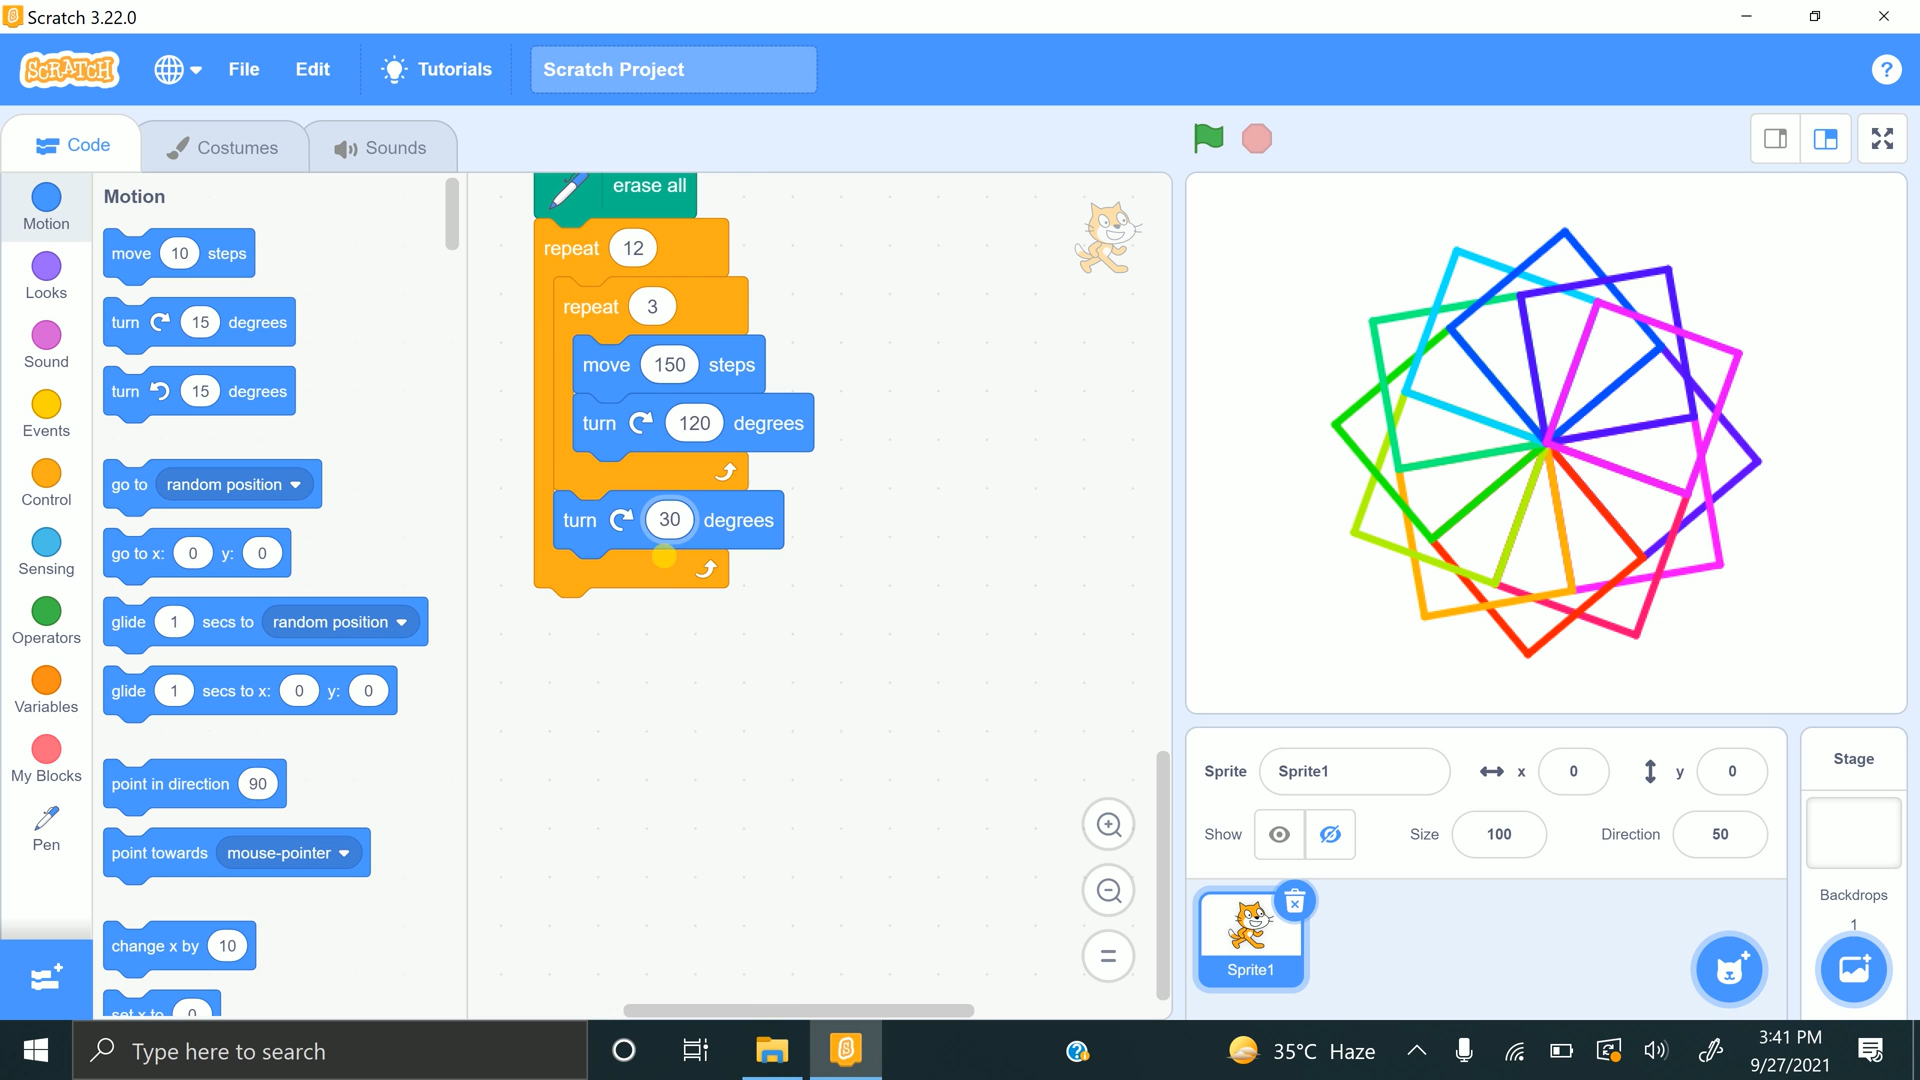 Scratch 3.22.0
SCRATCH
File
Edit
Tutorials
Scratch Project
?
Code
Costumes
Sounds
Motion
Looks
Sound
Events
Control
Sensing
Operators
Variables
My Blocks
Pen
Motion
move 10 steps
turn 15 degrees
turn 15 degrees
go to random position
go to x: 0 y: 0
glide 1 secs to random position
glide 1 secs to x: 0 y: 0
point in direction 90
point towards mouse-pointer
change x by 10
set x to 0
erase all
repeat 12
repeat 3
move 150 steps
turn 120 degrees
turn 30 degrees
Sprite Sprite1 x 0 y 0
Show Size 100 Direction 50
Sprite1
Stage
Backdrops
1
Type here to search
35°C Haze
3:41 PM
9/27/2021